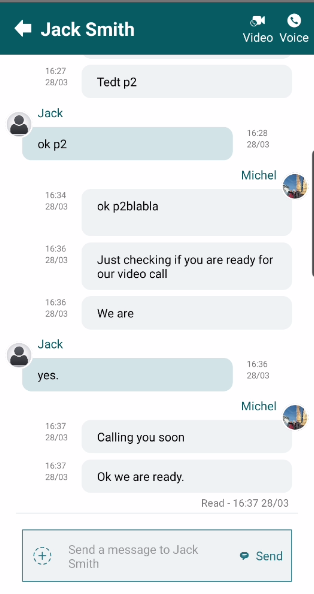 Jack Smith
Video Voice
16:27
28/03
Tedt p2
Jack
ok p2
16:28
28/03
Michel
16:34
28/03
ok p2blabla
16:36
28/03
Just checking if you are ready for
our video call
16:36
28/03
We are
Jack
yes.
16:36
28/03
Michel
16:37
28/03
Calling you soon
16:37
28/03
Ok we are ready.
Read - 16:37 28/03
Send a message to Jack
Smith
Send